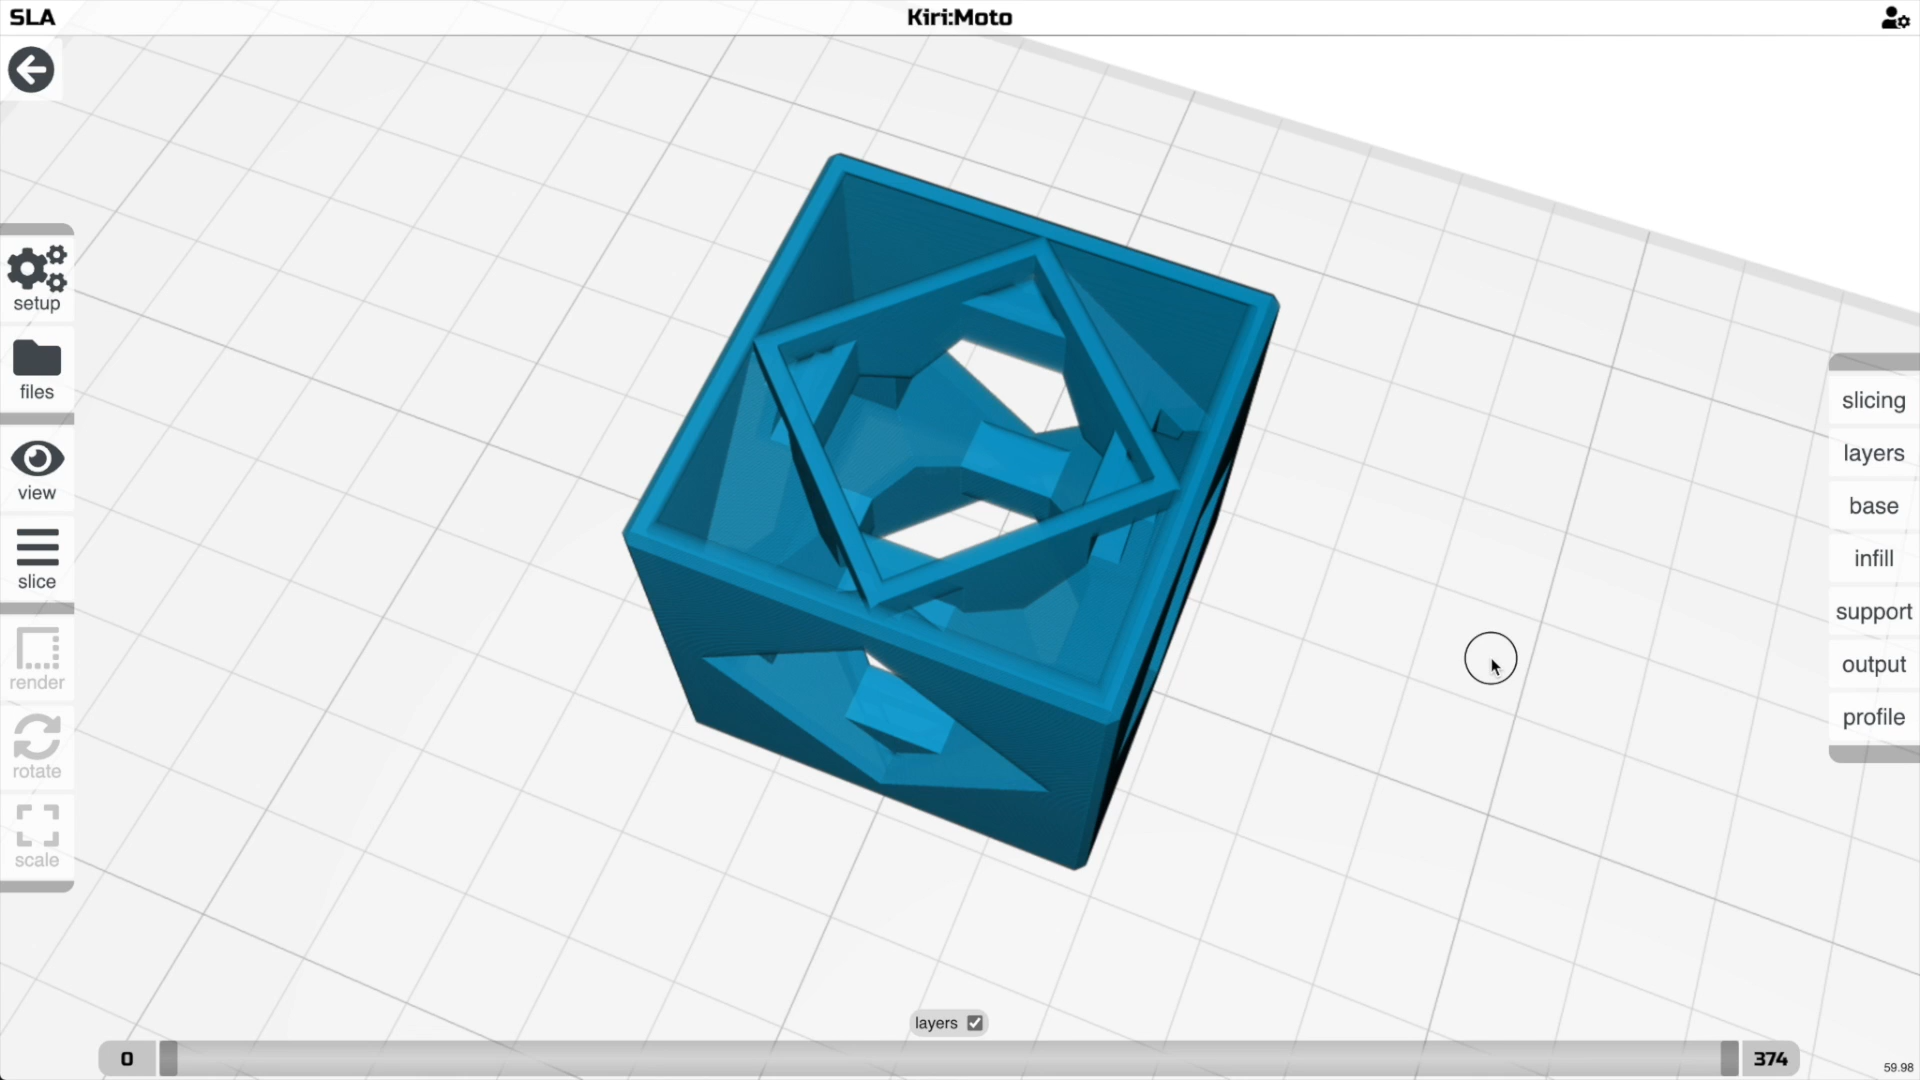 SLA
Kiri:Moto
setup
files
view
slice
render
rotate
scale
slicing
layers
base
infill
support
output
profile
layers
0
374
59.98